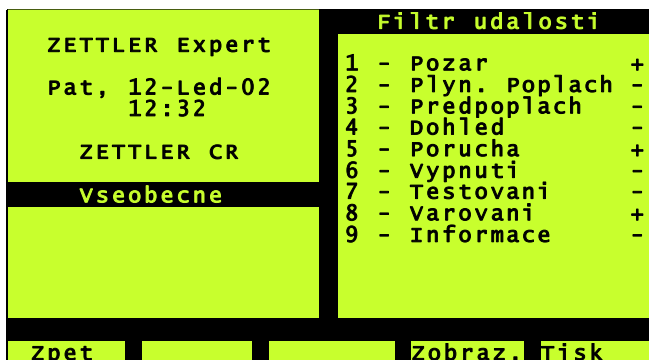 ZETTLER Expert
Pat, 12-Led-02
12:32
ZETTLER CR
Vseobecne
Filtr udalosti
1 - Pozar +
2 - Plyn. Poplach -
3 - Predpoplach -
4 - Dohled -
5 - Porucha +
6 - Vypnuti -
7 - Testovani -
8 - Varovani +
9 - Informace -
Zpet Zobraz. Tisk